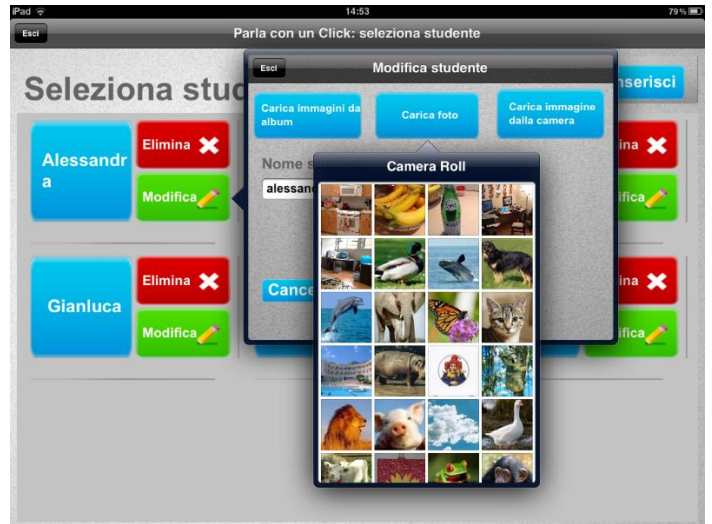 iPad 14:53 79%
Esci Parla con un Click: seleziona studente
Esci Modifica studente
Seleziona stud nserisci
Carica immagini da
album
Carica foto
Carica immagine
dalla camera
Alessandr
a
Elimina
Modifica
Nome s
alessan
Camera Roll
ina
ifica
Gianluca
Elimina
Modifica
Cance
ina
ifica